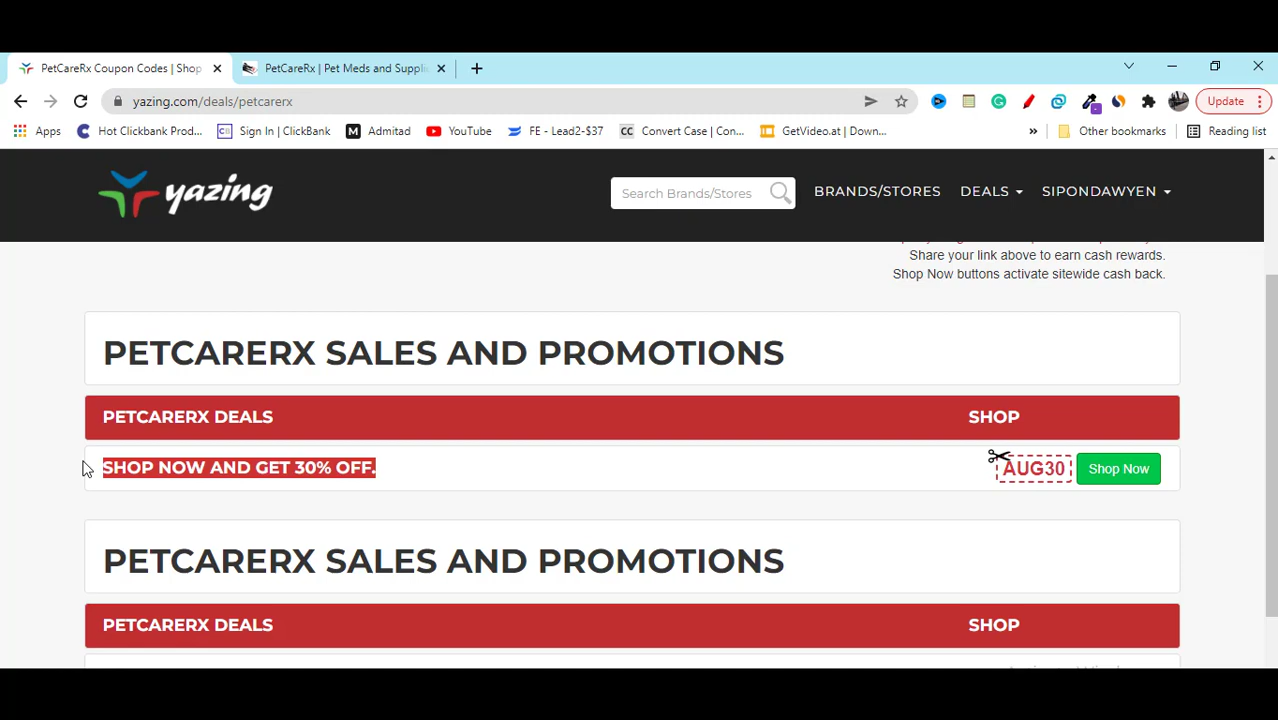 PetCareRx Coupon Codes | Shop
PetCareRx | Pet Meds and Suppli
yazing.com/deals/petcarerx
Update
Apps
Hot Clickbank Prod...
CB Sign In | ClickBank
M Admitad
YouTube
FE - Lead2-$37
CC Convert Case | Con...
GetVideo.at | Down...
»
Other bookmarks
Reading list
yazing
Search Brands/Stores
BRANDS/STORES
DEALS
SIPONDAWYEN
Share your link above to earn cash rewards.
Shop Now buttons activate sitewide cash back.
PETCARERX SALES AND PROMOTIONS
PETCARERX DEALS
SHOP
SHOP NOW AND GET 30% OFF.
AUG30
Shop Now
PETCARERX SALES AND PROMOTIONS
PETCARERX DEALS
SHOP